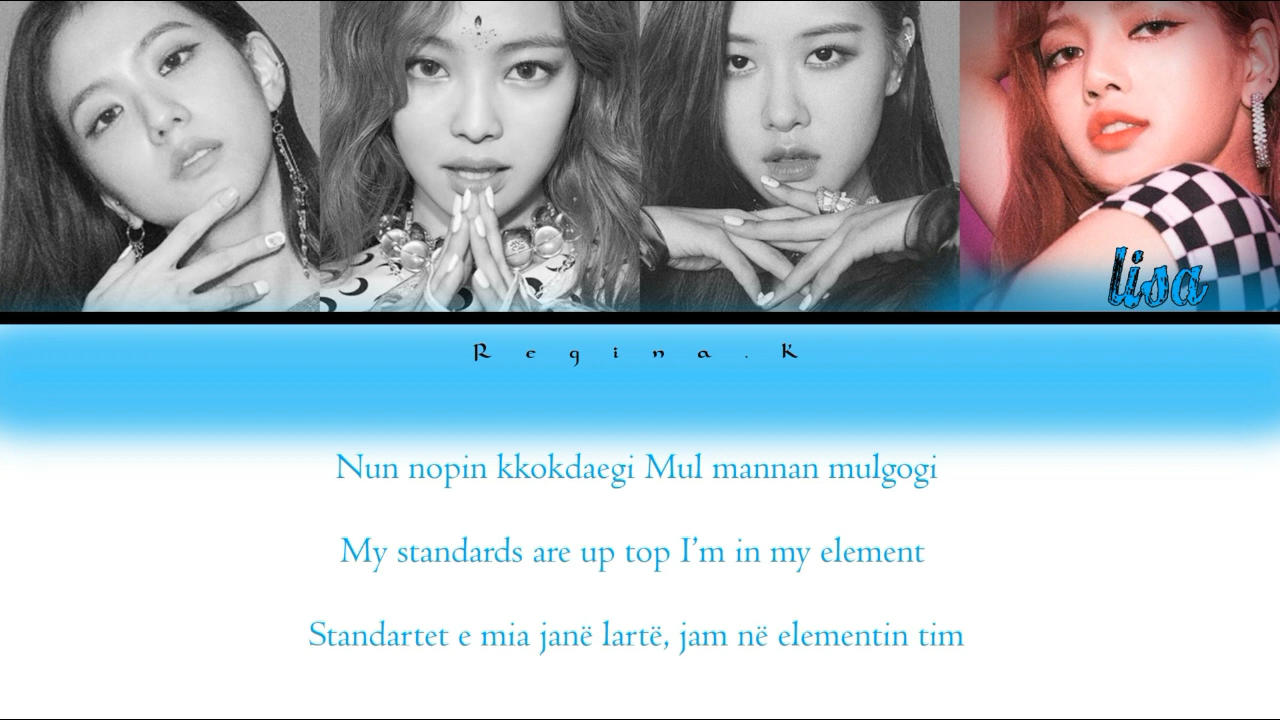 lisa
Regina.K
Nun nopin kkokdaegi Mul mannan mulgogi
My standards are up top I'm in my element
Standartet e mia janë lartë, jam në elementin tim